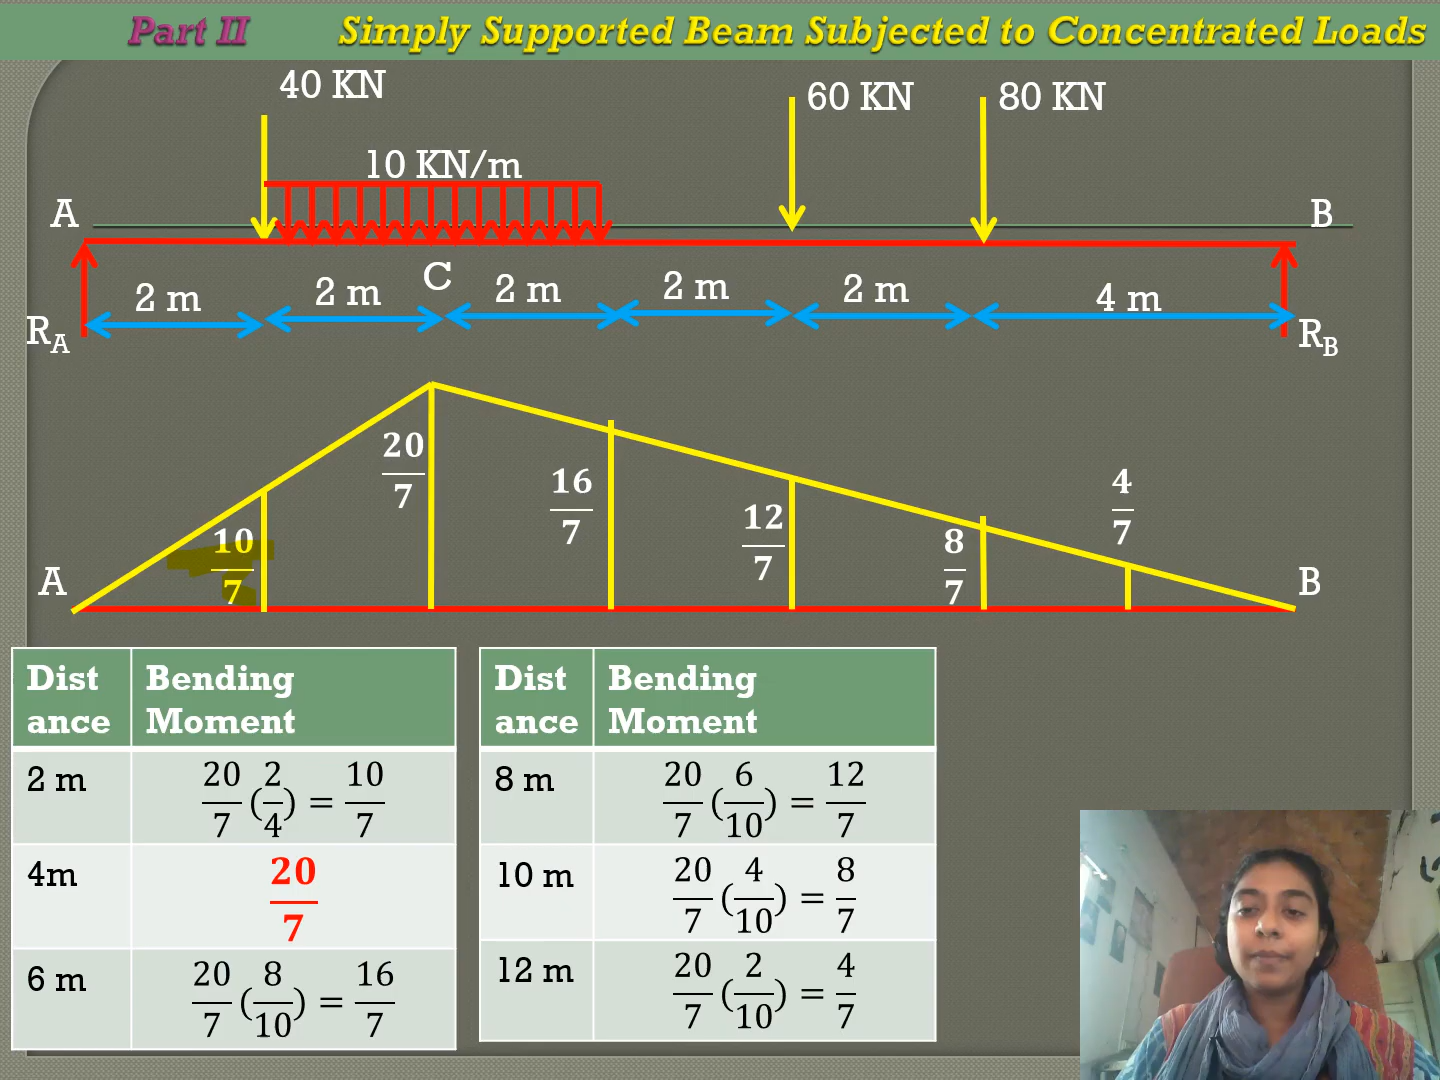 Part II Simply Supported Beam Subjected to Concentrated Loads
40 KN
60 KN
80 KN
10 KN/m
A
B
C
2 m
2 m
2 m
2 m
2 m
4 m
R_A
R_B
20/7
16/7
4/7
12/7
10/7
8/7
A
B
Dist
ance
Bending
Moment
2 m
20/7 (2/4) = 10/7
4m
20/7
6 m
20/7 (8/10) = 16/7
Dist
ance
Bending
Moment
8 m
20/7 (6/10) = 12/7
10 m
20/7 (4/10) = 8/7
12 m
20/7 (2/10) = 4/7